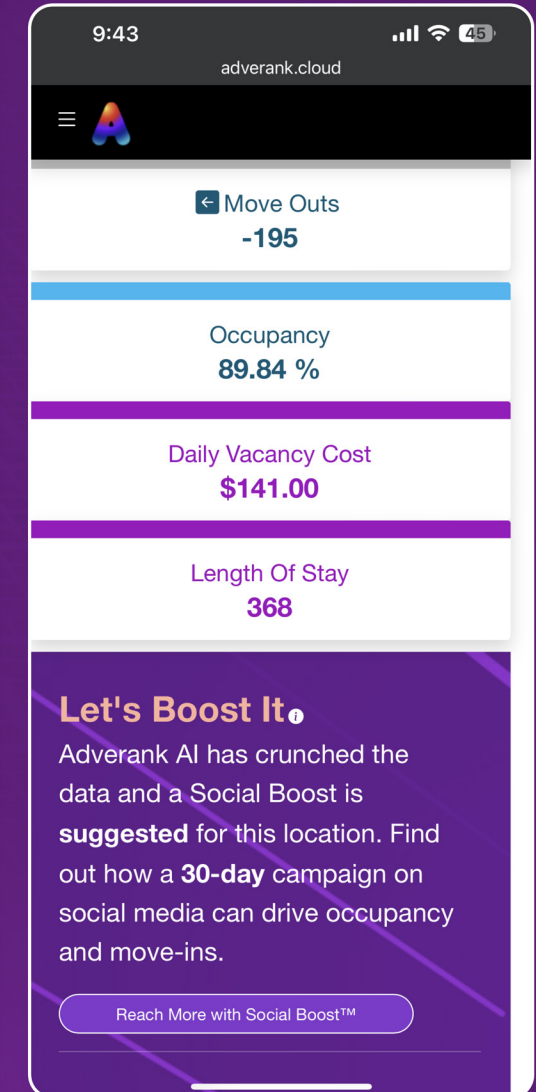 9:43
45
adverank.cloud
Move Outs
-195
Occupancy
89.84 %
Daily Vacancy Cost
$141.00
Length Of Stay
368
Let's Boost It i
Adverank AI has crunched the
data and a Social Boost is
suggested for this location. Find
out how a 30-day campaign on
social media can drive occupancy
and move-ins.
Reach More with Social Boost™